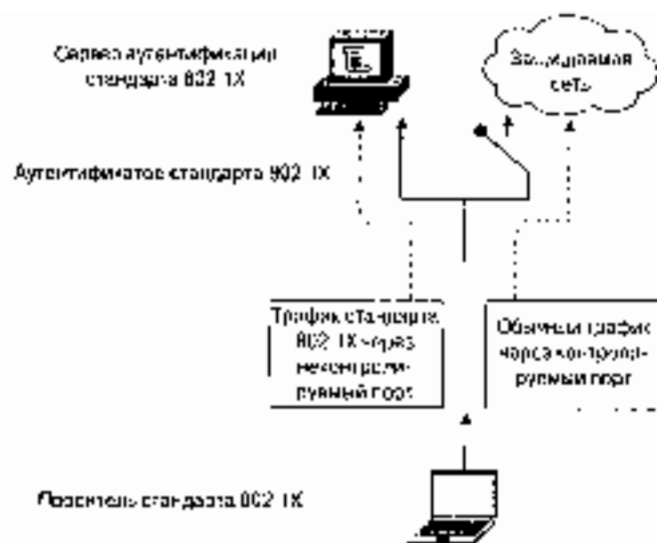 Сервер аутентификации
стандарта 802.1X
Защищаемая
сеть
Аутентификатор стандарта 802.1X
Трафик стандарта
802.1X через
неконтроли-
руемый порт
Обычный трафик
через контроли-
руемый порт
стандарта 802.1X